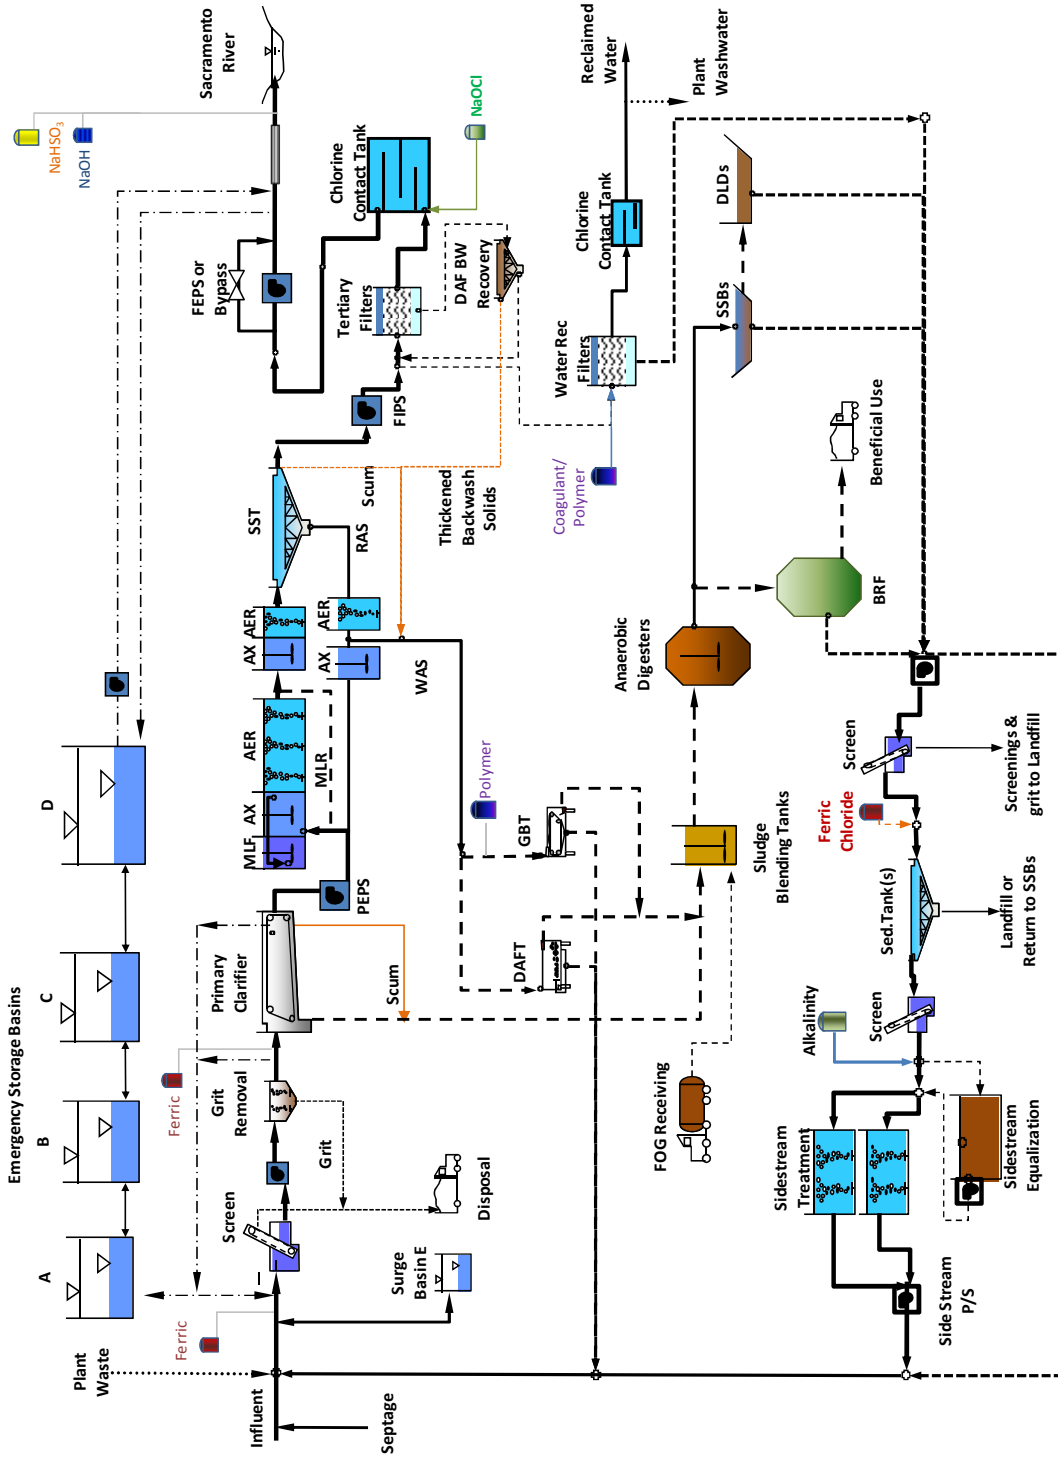 Emergency Storage Basins
A
B
C
D
Plant
Waste
Influent
Septage
Ferric
Surge
Basin E
Screen
Disposal
Grit
Grit
Removal
Ferric
Primary
Clarifier
Scum
PEPS
MLF
AX
AER
MLR
AX
AER
AX
AER
SST
RAS
WAS
Scum
FIPS
Thickened
Backwash
Solids
Tertiary
Filters
DAF BW
Recovery
FEPS or
Bypass
Chlorine
Contact Tank
NaOCl
NaHSO3
NaOH
Sacramento
River
Polymer
GBT
DAFT
FOG Receiving
Sludge
Blending Tanks
Anaerobic
Digesters
BRF
Beneficial Use
SSBs
DLDs
Coagulant/
Polymer
Water Rec
Filters
Chlorine
Contact Tank
Reclaimed
Water
Plant
Washwater
Screen
Screenings &
grit to Landfill
Ferric
Chloride
Sed.Tank(s)
Landfill or
Return to SSBs
Screen
Alkalinity
Sidestream
Treatment
Sidestream
Equalization
Side Stream
P/S